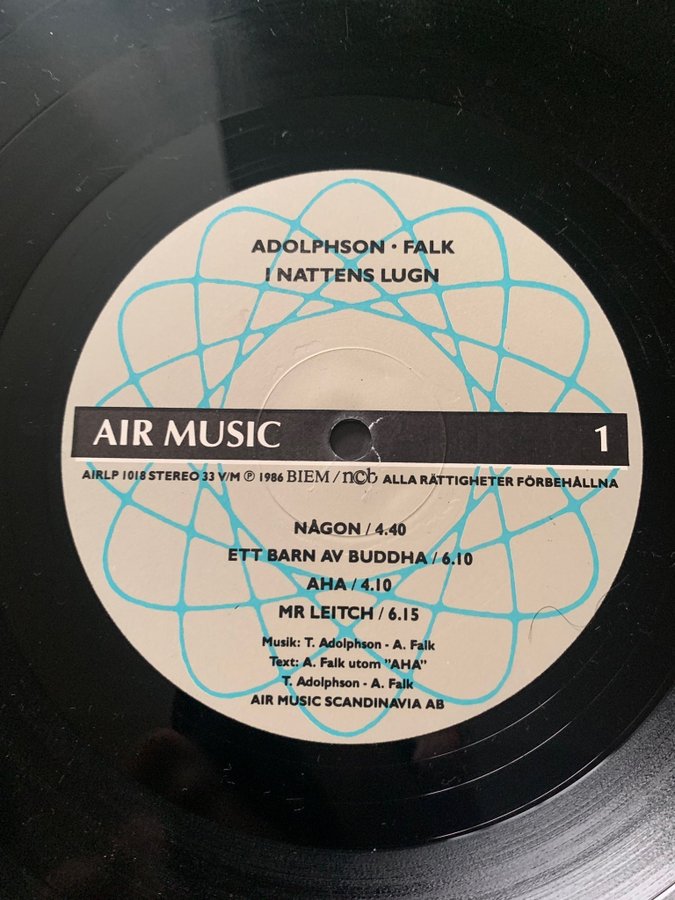 ADOLPHSON • FALK
I NATTENS LUGN
AIR MUSIC 1
AIRLP 1018 STEREO 33 V/M ℗ 1986 BIEM / n©b ALLA RÄTTIGHETER FÖRBEHÅLLNA
NÅGON / 4.40
ETT BARN AV BUDDHA / 6.10
AHA / 4.10
MR LEITCH / 6.15
Musik: T. Adolphson - A. Falk
Text: A. Falk utom "AHA"
T. Adolphson - A. Falk
AIR MUSIC SCANDINAVIA AB